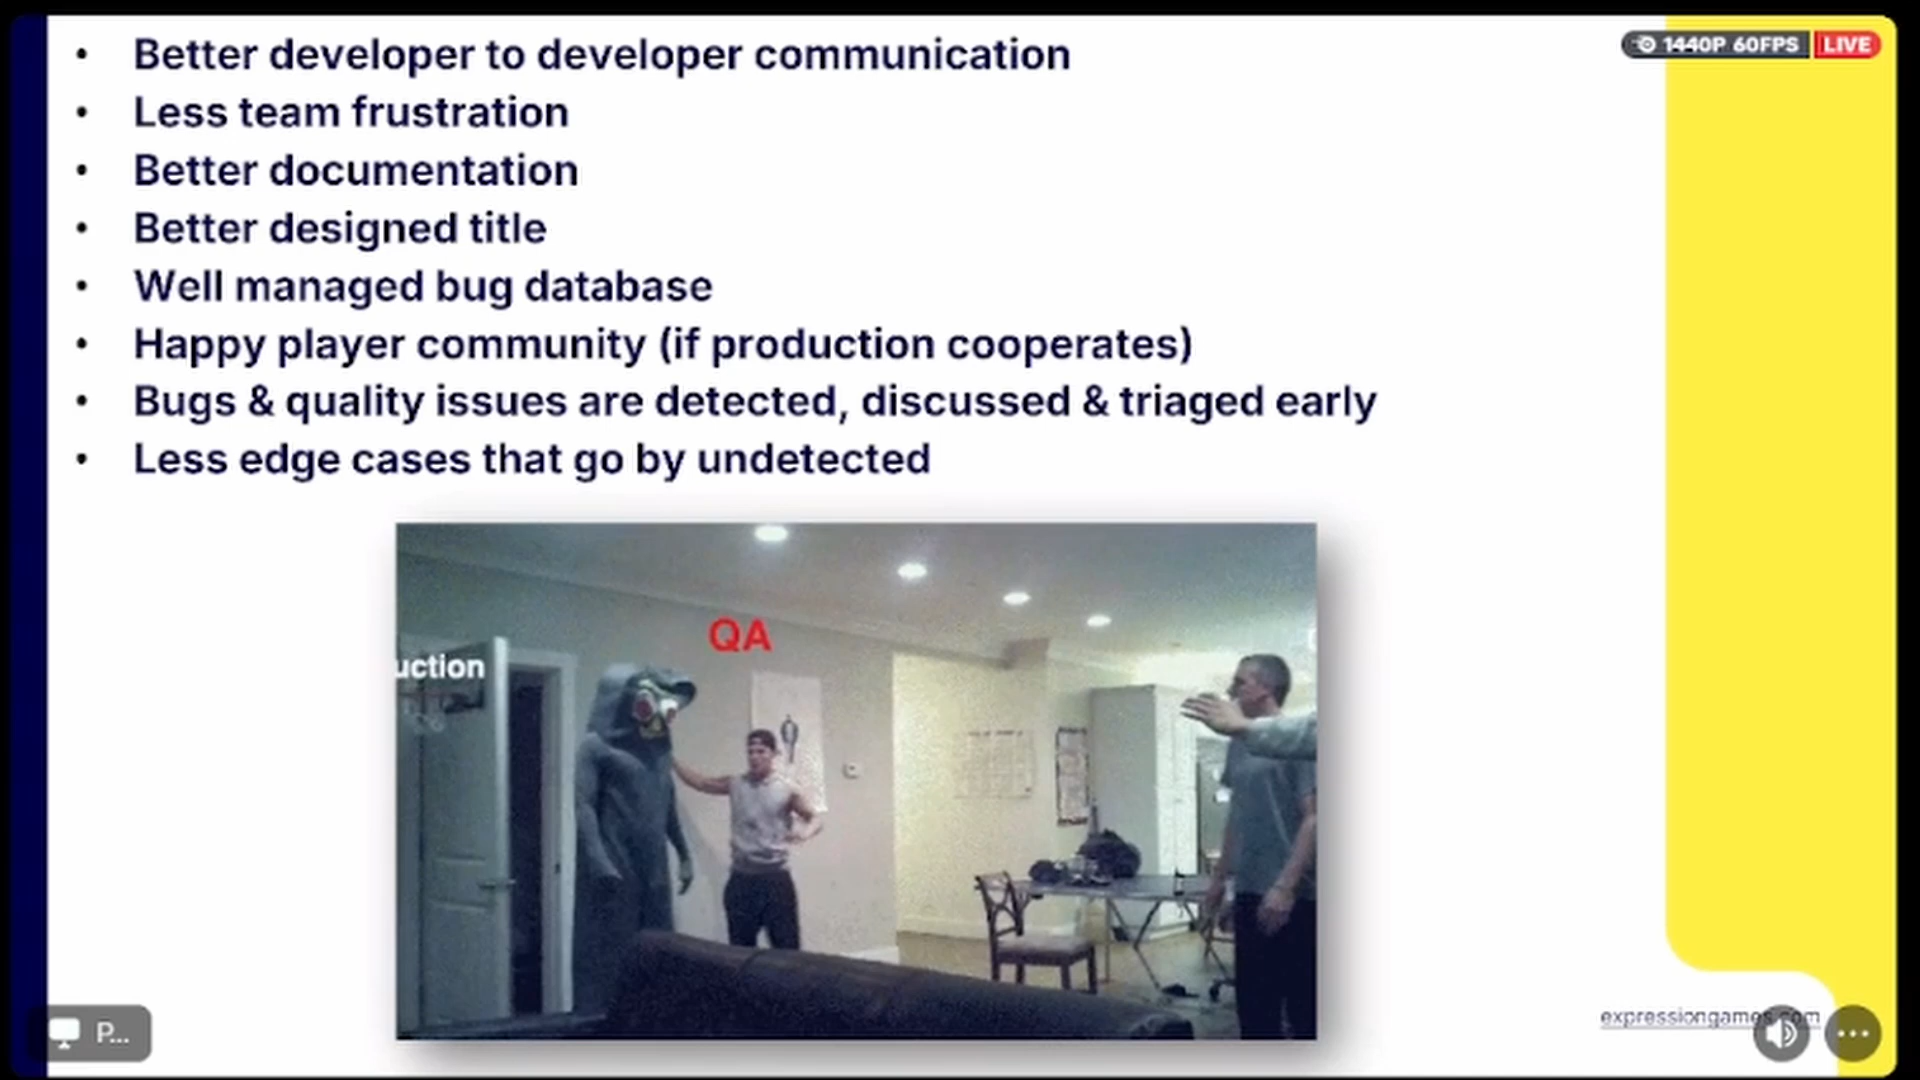 • Better developer to developer communication
1440P 60FPS LIVE
• Less team frustration
• Better documentation
• Better designed title
• Well managed bug database
• Happy player community (if production cooperates)
• Bugs & quality issues are detected, discussed & triaged early
• Less edge cases that go by undetected
QA
uction
expressiongames.com
P...